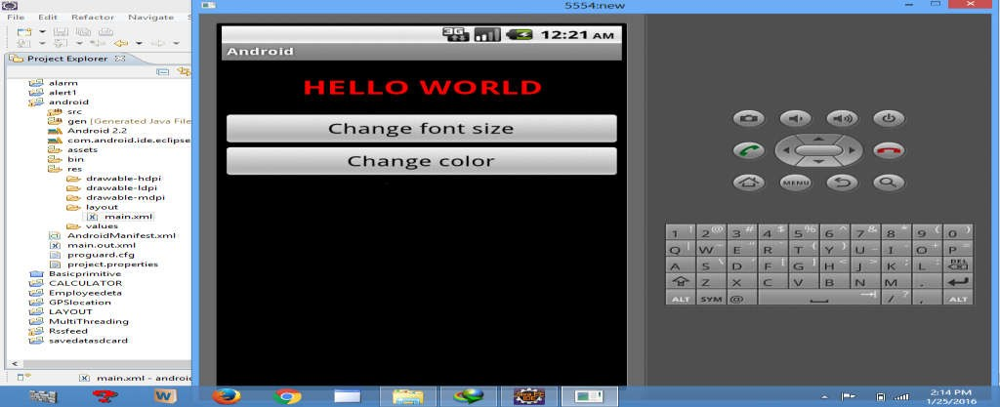 5554:new
File Edit Refactor Navigate S
Project Explorer
alarm
alert1
android
src
gen [Generated Java File
Android 2.2
com.android.ide.eclipse
assets
bin
res
drawable-hdpi
drawable-ldpi
drawable-mdpi
layout
main.xml
values
AndroidManifest.xml
main.out.xml
proguard.cfg
project.properties
Basicprimitive
CALCULATOR
Employeedeta
GPSlocation
LAYOUT
MultiThreading
Rssfeed
savedatasdcard
main.xml - androi
3G 12:21 AM
Android
HELLO WORLD
Change font size
Change color
MENU
1 ! 2 @ 3 # 4 $ 5 % 6 ^ 7 & 8 * 9 ( 0 )
Q | W ~ E " R ` T { Y } U _ I - O + P =
A S \ D ' F [ G ] H < J > K ; L : DEL
Z X C V B N M .
ALT SYM @ / ? , ALT
2:14 PM
1/25/2016